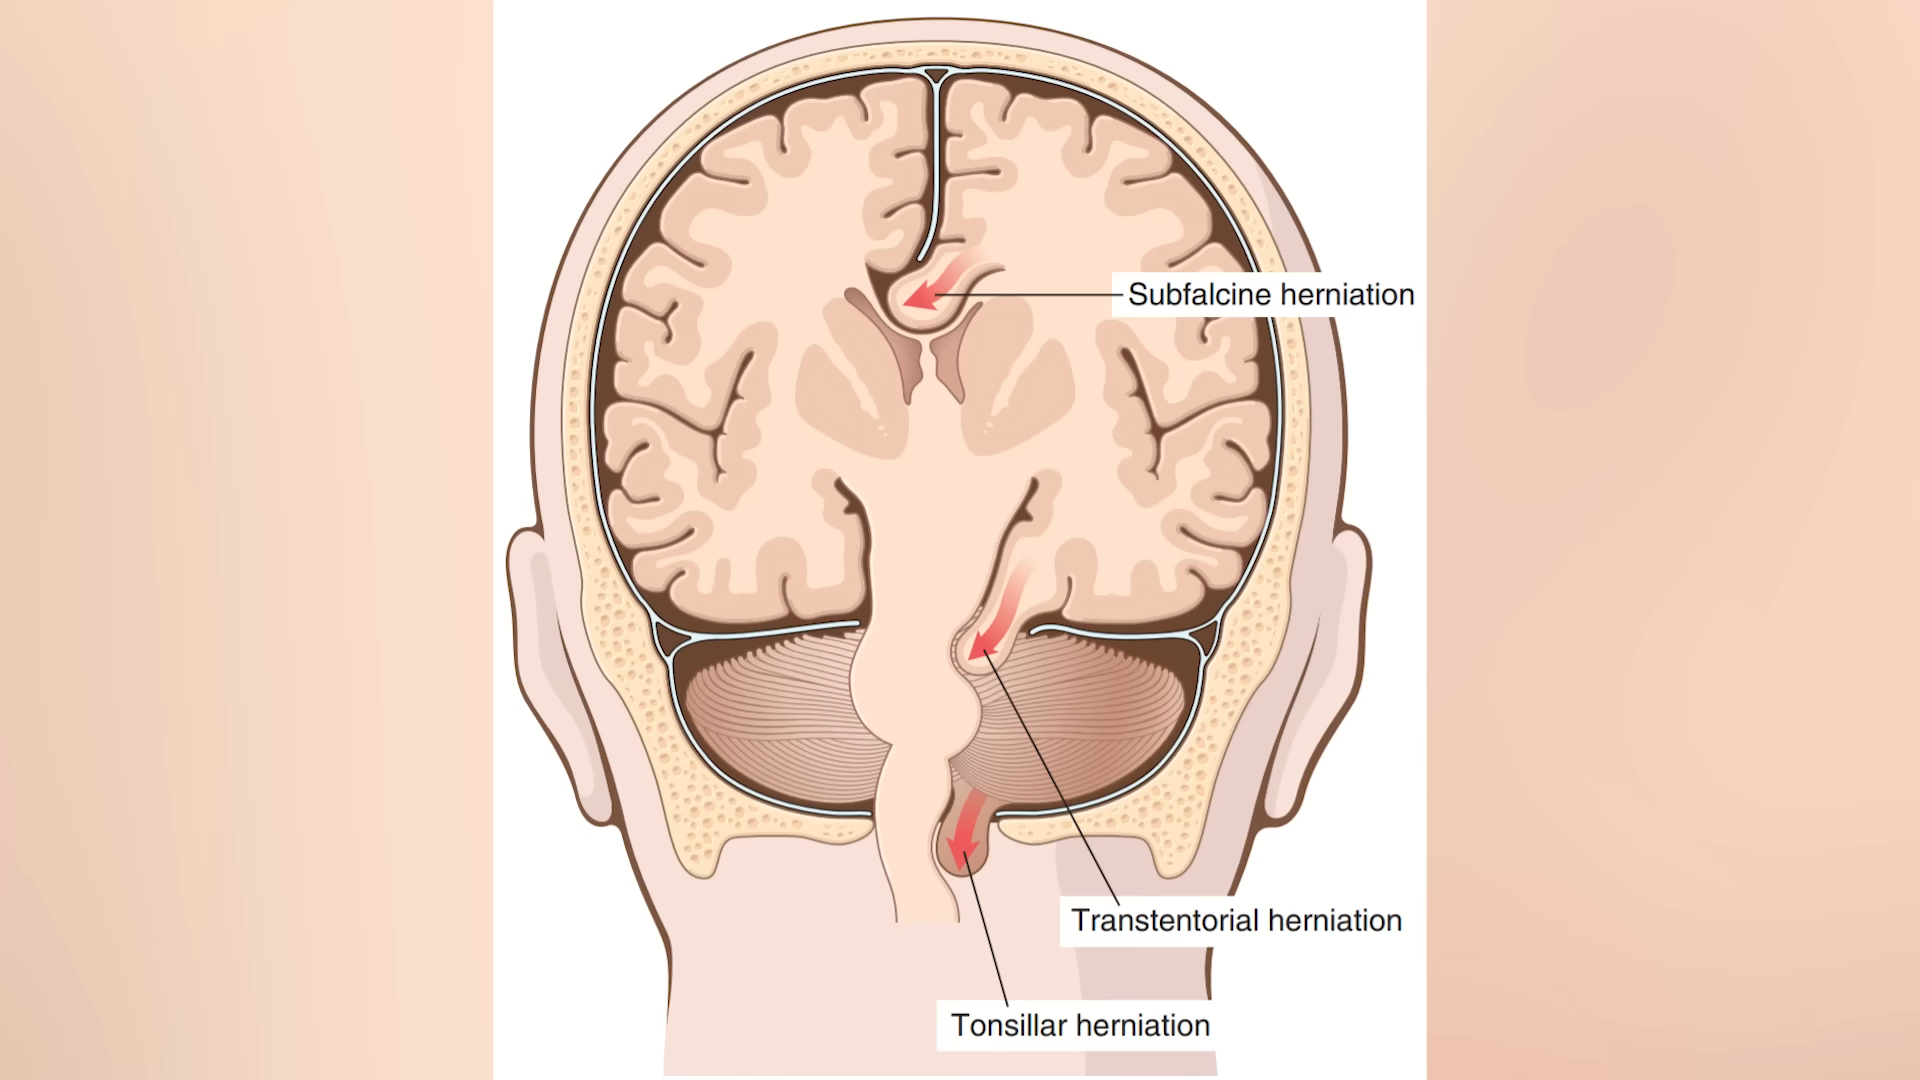 Subfalcine herniation
Transtentorial herniation
Tonsillar herniation